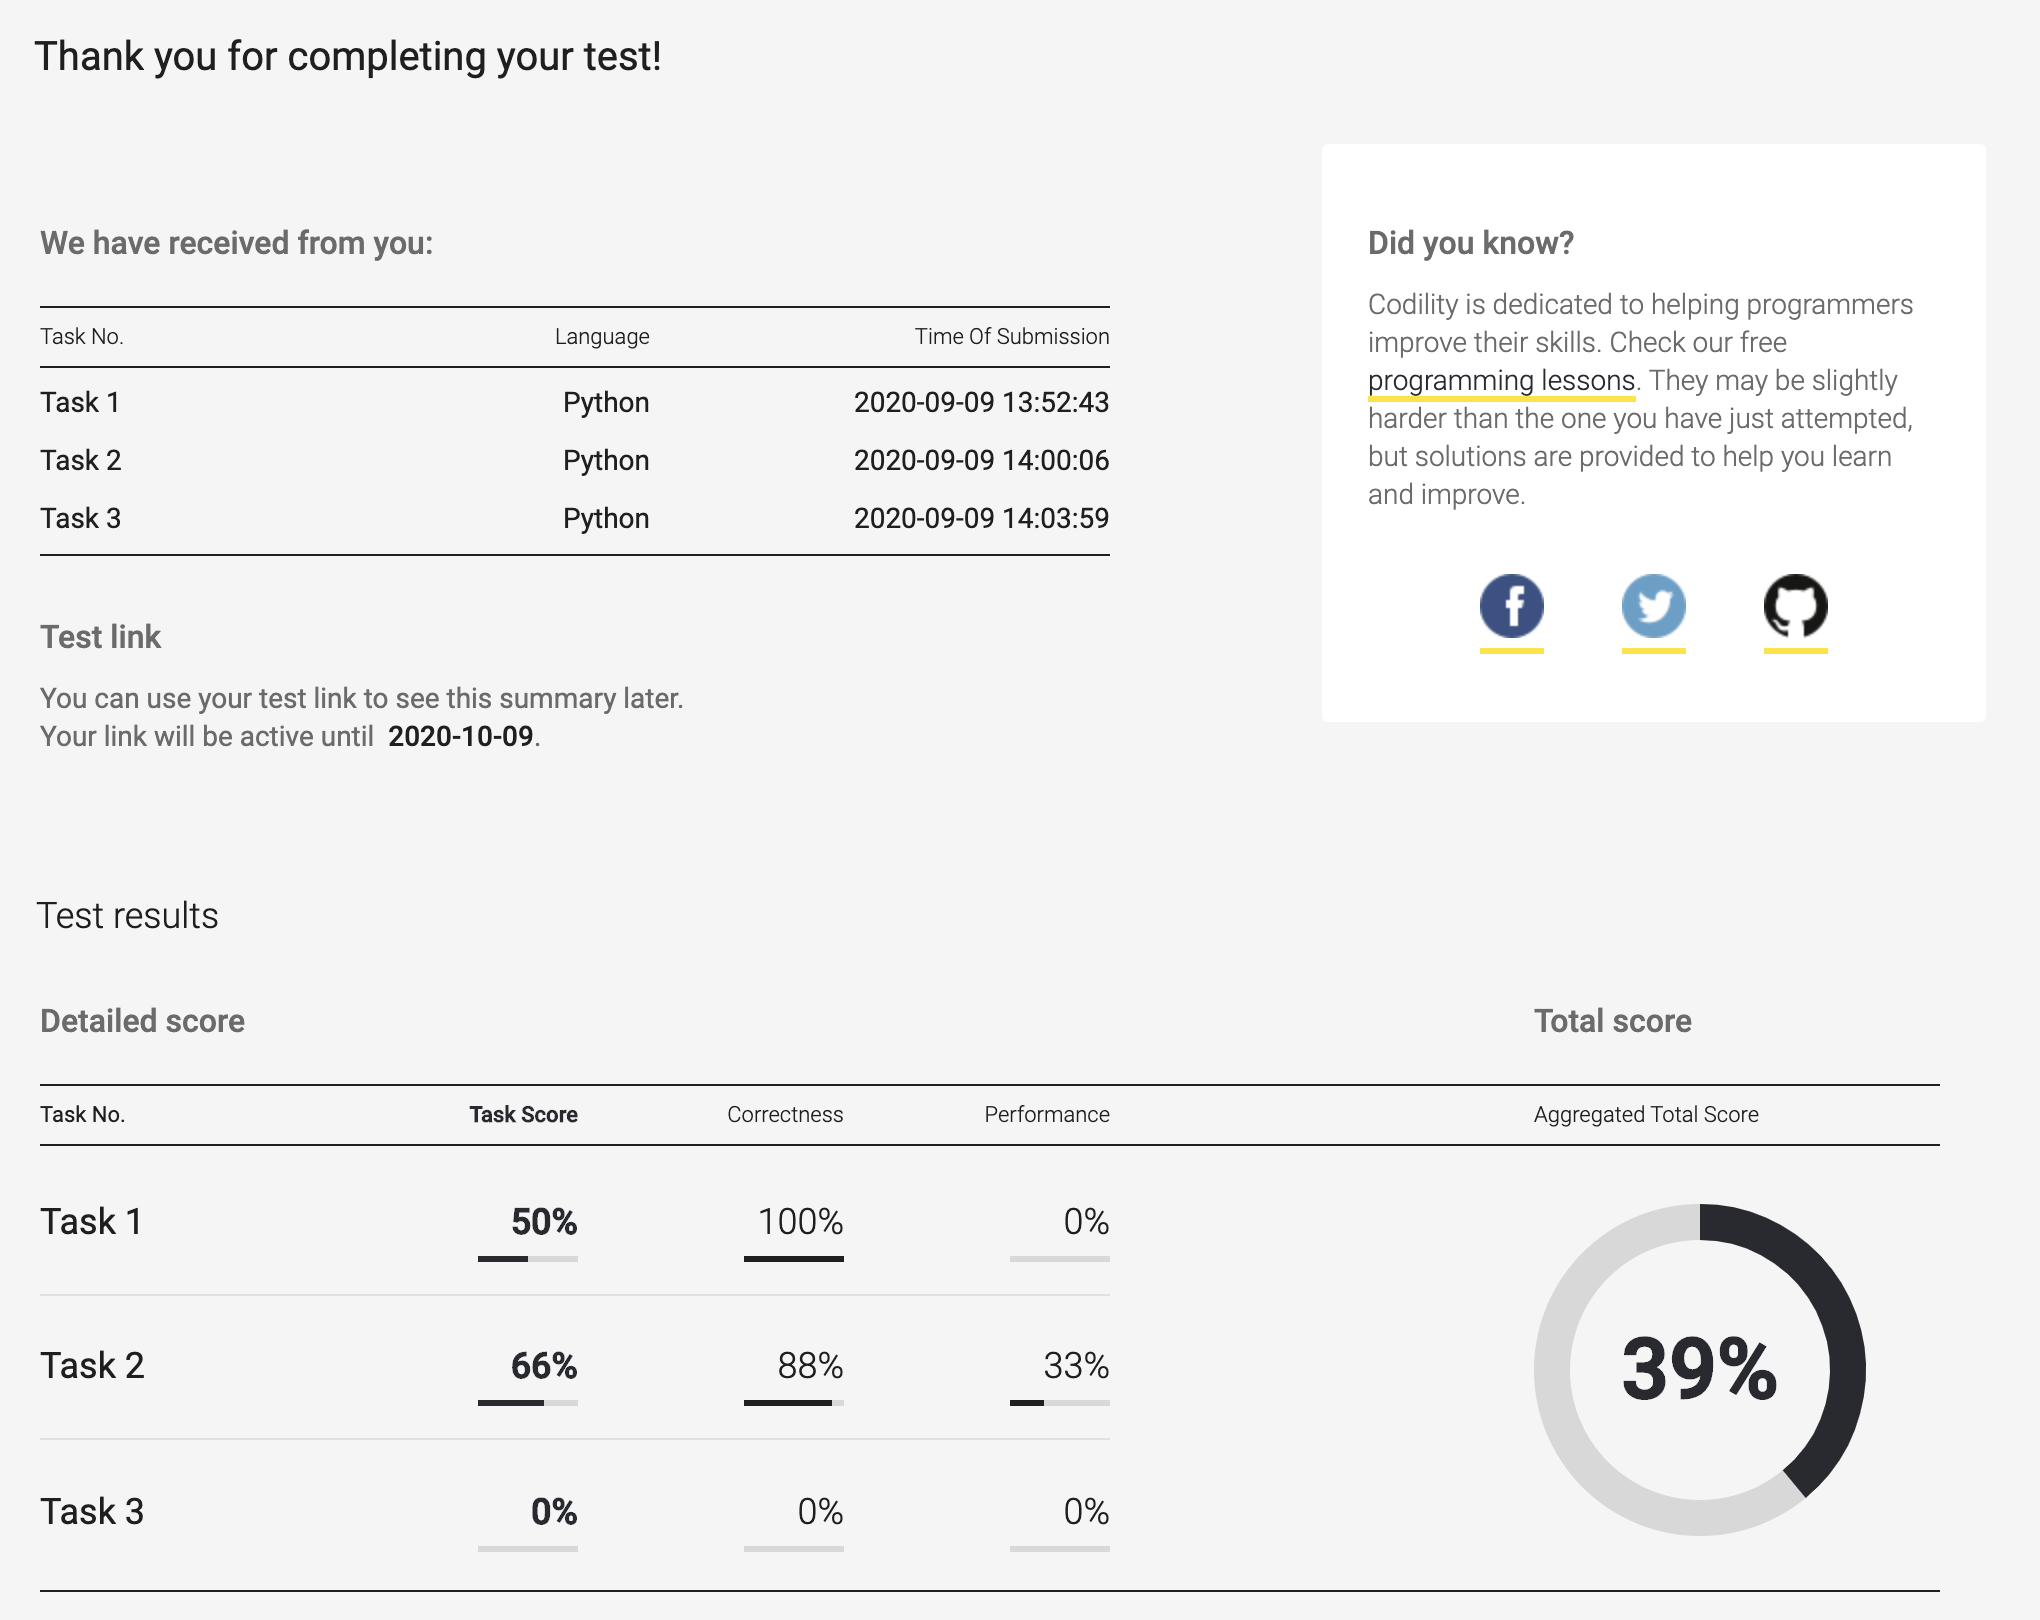 Thank you for completing your test!
We have received from you:
Task No. Language Time Of Submission
Task 1 Python 2020-09-09 13:52:43
Task 2 Python 2020-09-09 14:00:06
Task 3 Python 2020-09-09 14:03:59
Test link
You can use your test link to see this summary later.
Your link will be active until 2020-10-09.
Did you know?
Codility is dedicated to helping programmers
improve their skills. Check our free
programming lessons. They may be slightly
harder than the one you have just attempted,
but solutions are provided to help you learn
and improve.
Test results
Detailed score
Total score
Task No. Task Score Correctness Performance Aggregated Total Score
Task 1 50% 100% 0%
Task 2 66% 88% 33%
Task 3 0% 0% 0%
39%